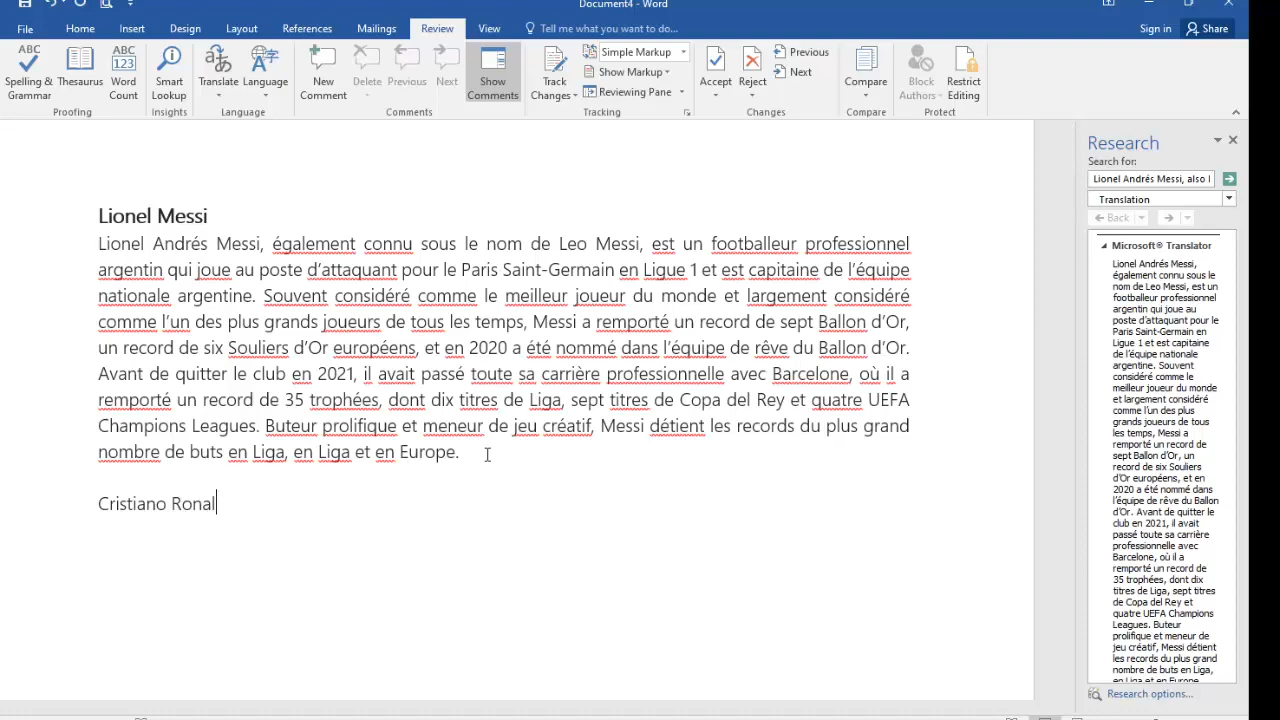 Document4 - Word
File Home Insert Design Layout References Mailings Review View Tell me what you want to do... Sign in Share
Spelling & Grammar
Thesaurus
Word Count
Proofing
Smart Lookup
Insights
Translate
Language
Language
New Comment
Delete
Previous
Next
Show Comments
Comments
Track Changes
Simple Markup
Show Markup
Reviewing Pane
Tracking
Accept
Reject
Previous
Next
Changes
Compare
Compare
Block Authors
Restrict Editing
Protect
Lionel Messi
Lionel Andrés Messi, également connu sous le nom de Leo Messi, est un footballeur professionnel
argentin qui joue au poste d’attaquant pour le Paris Saint-Germain en Ligue 1 et est capitaine de l’équipe
nationale argentine. Souvent considéré comme le meilleur joueur du monde et largement considéré
comme l’un des plus grands joueurs de tous les temps, Messi a remporté un record de sept Ballon d’Or,
un record de six Souliers d’Or européens, et en 2020 a été nommé dans l’équipe de rêve du Ballon d’Or.
Avant de quitter le club en 2021, il avait passé toute sa carrière professionnelle avec Barcelone, où il a
remporté un record de 35 trophées, dont dix titres de Liga, sept titres de Copa del Rey et quatre UEFA
Champions Leagues. Buteur prolifique et meneur de jeu créatif, Messi détient les records du plus grand
nombre de buts en Liga, en Liga et en Europe.
Cristiano Ronal
Research
Search for:
Lionel Andrés Messi, also l
Translation
Back
Microsoft® Translator
Lionel Andrés Messi,
également connu sous le
nom de Leo Messi, est un
footballeur professionnel
argentin qui joue au
poste d’attaquant pour le
Paris Saint-Germain en
Ligue 1 et est capitaine
de l’équipe nationale
argentine. Souvent
considéré comme le
meilleur joueur du monde
et largement considéré
comme l’un des plus
grands joueurs de tous
les temps, Messi a
remporté un record de
sept Ballon d’Or, un
record de six Souliers
d’Or européens, et en
2020 a été nommé dans
l’équipe de rêve du Ballon
d’Or. Avant de quitter le
club en 2021, il avait
passé toute sa carrière
professionnelle avec
Barcelone, où il a
remporté un record de
35 trophées, dont dix
titres de Liga, sept titres
de Copa del Rey et
quatre UEFA Champions
Leagues. Buteur
prolifique et meneur de
jeu créatif, Messi détient
les records du plus grand
nombre de buts en Liga,
en Liga et en Europe
Research options...